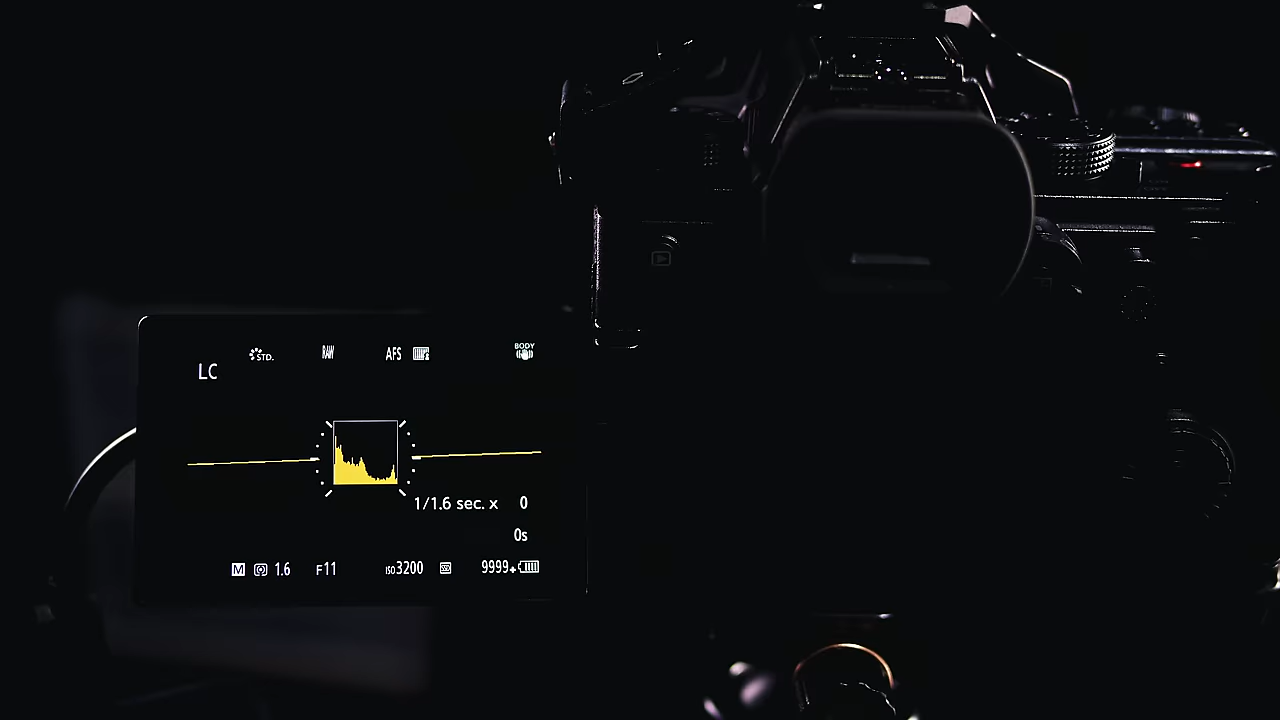 LC STD. RAW AFS BODY
1/1.6 sec. x 0
0s
M 1.6 F11 ISO3200 9999+